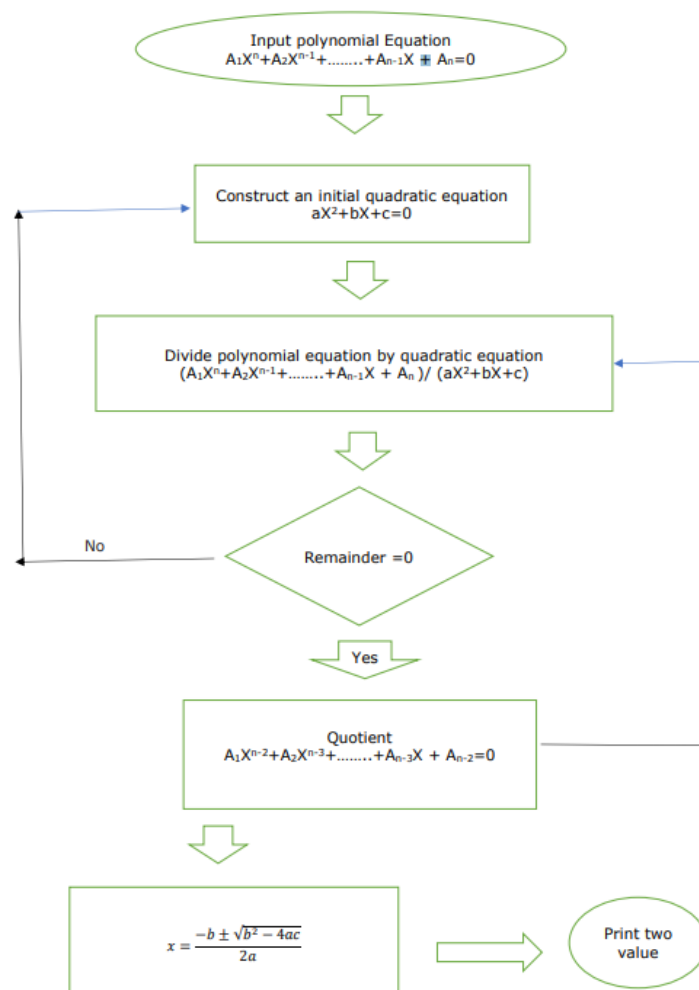 Input polynomial Equation
A₁Xⁿ+A₂Xⁿ⁻¹+........+Aₙ₋₁X + Aₙ=0
Construct an initial quadratic equation
aX²+bX+c=0
Divide polynomial equation by quadratic equation
(A₁Xⁿ+A₂Xⁿ⁻¹+........+Aₙ₋₁X + Aₙ )/ (aX²+bX+c)
Remainder =0
No
Yes
Quotient
A₁Xⁿ⁻²+A₂Xⁿ⁻³+........+Aₙ₋₃X + Aₙ₋₂=0
x = (-b ± √(b² − 4ac)) / 2a
Print two
value